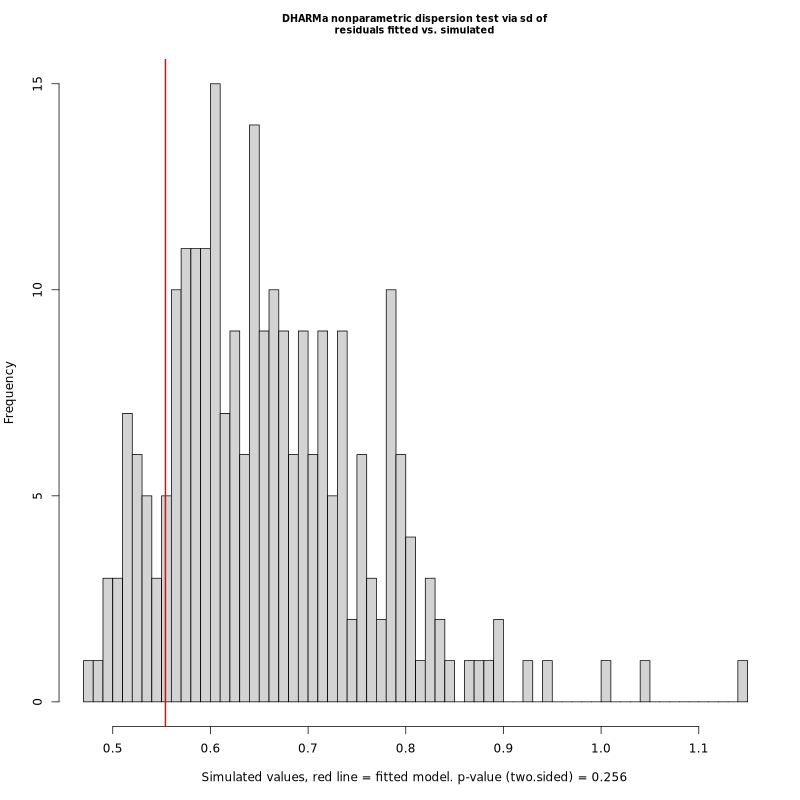 DHARMa nonparametric dispersion test via sd of
residuals fitted vs. simulated
15
10
5
0
Frequency
0.5 0.6 0.7 0.8 0.9 1.0 1.1
Simulated values, red line = fitted model. p-value (two.sided) = 0.256